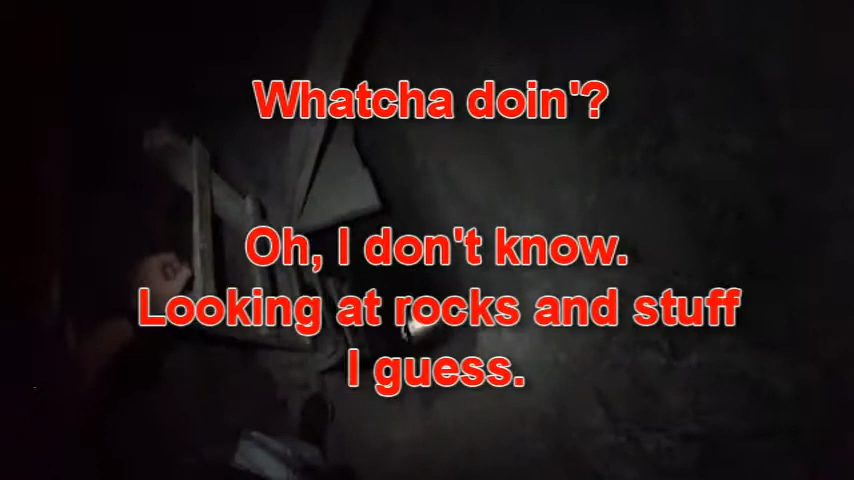 Whatcha doin'?
Oh, I don't know.
Looking at rocks and stuff
I guess.